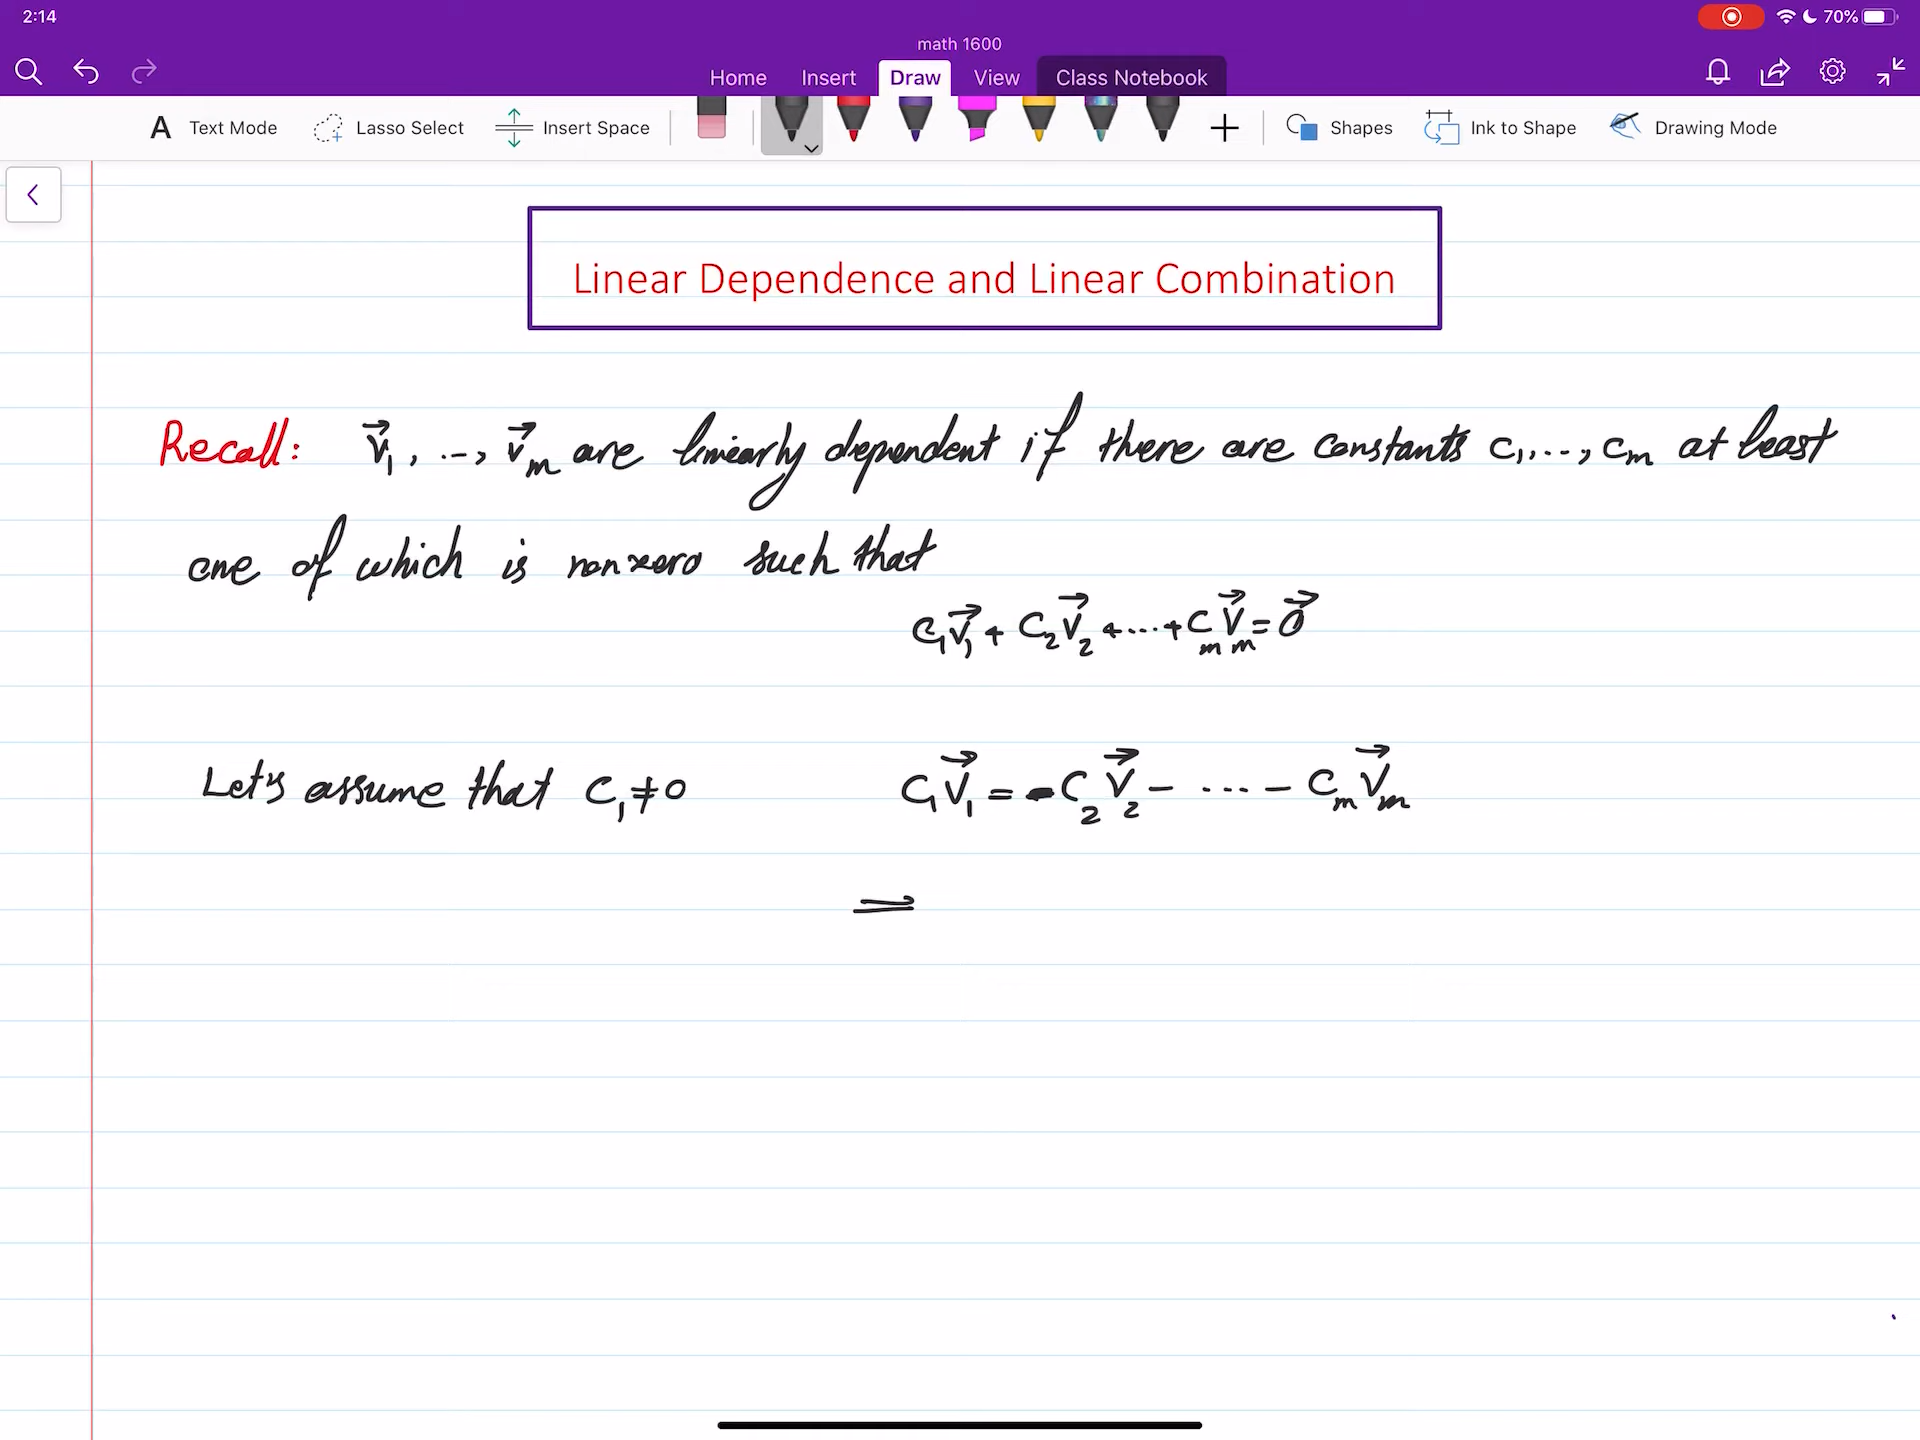 2:14
70%
math 1600
Home Insert Draw View Class Notebook
A Text Mode Lasso Select Insert Space Shapes Ink to Shape Drawing Mode
Linear Dependence and Linear Combination
Recall: v⃗₁, ..., v⃗ₘ are linearly dependent if there are constants c₁,..., cₘ at least
one of which is nonzero such that
c₁v⃗₁ + c₂v⃗₂ + ... + cₘv⃗ₘ = 0⃗
Let's assume that c₁ ≠ 0 c₁v⃗₁ = -c₂v⃗₂ - .... - cₘv⃗ₘ
⇒